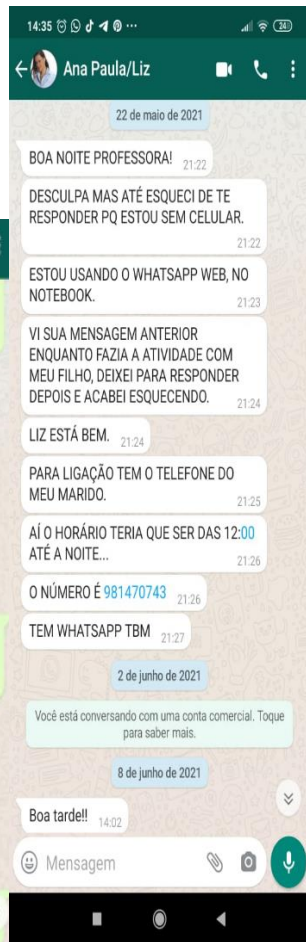 14:35
24
Ana Paula/Liz
22 de maio de 2021
BOA NOITE PROFESSORA!
21:22
DESCULPA MAS ATÉ ESQUECI DE TE
RESPONDER PQ ESTOU SEM CELULAR.
21:22
ESTOU USANDO O WHATSAPP WEB, NO
NOTEBOOK.
21:23
VI SUA MENSAGEM ANTERIOR
ENQUANTO FAZIA A ATIVIDADE COM
MEU FILHO, DEIXEI PARA RESPONDER
DEPOIS E ACABEI ESQUECENDO.
21:24
LIZ ESTÁ BEM.
21:24
PARA LIGAÇÃO TEM O TELEFONE DO
MEU MARIDO.
21:25
AÍ O HORÁRIO TERIA QUE SER DAS 12:00
ATÉ A NOITE...
21:26
O NÚMERO É 981470743
21:26
TEM WHATSAPP TBM
21:27
2 de junho de 2021
Você está conversando com uma conta comercial. Toque
para saber mais.
8 de junho de 2021
Boa tarde!!
14:02
Mensagem